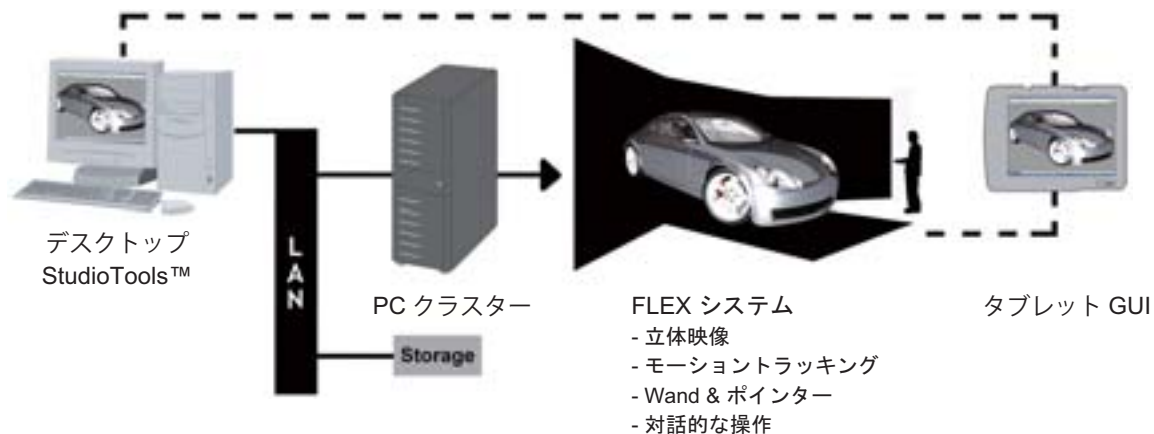 デスクトップ
StudioTools™
LAN
PC クラスター
Storage
FLEX システム
- 立体映像
- モーショントラッキング
- Wand & ポインター
- 対話的な操作
タブレット GUI